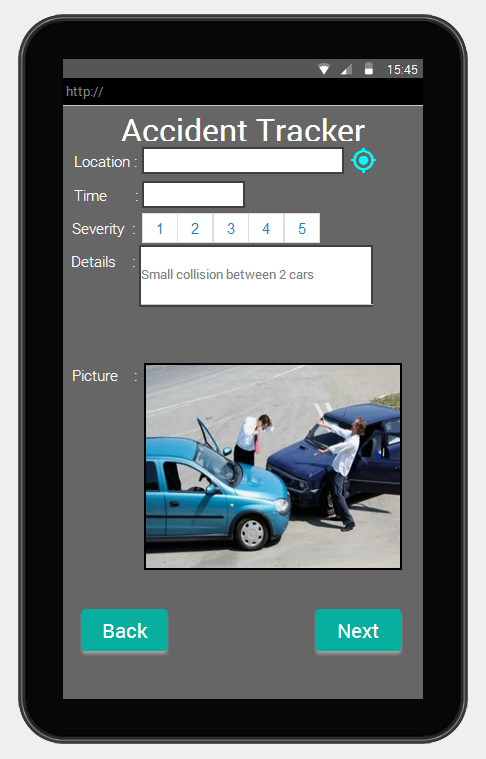 15:45
http://
Accident Tracker
Location :
Time :
Severity : 1 2 3 4 5
Details :
Small collision between 2 cars
Picture :
Back Next